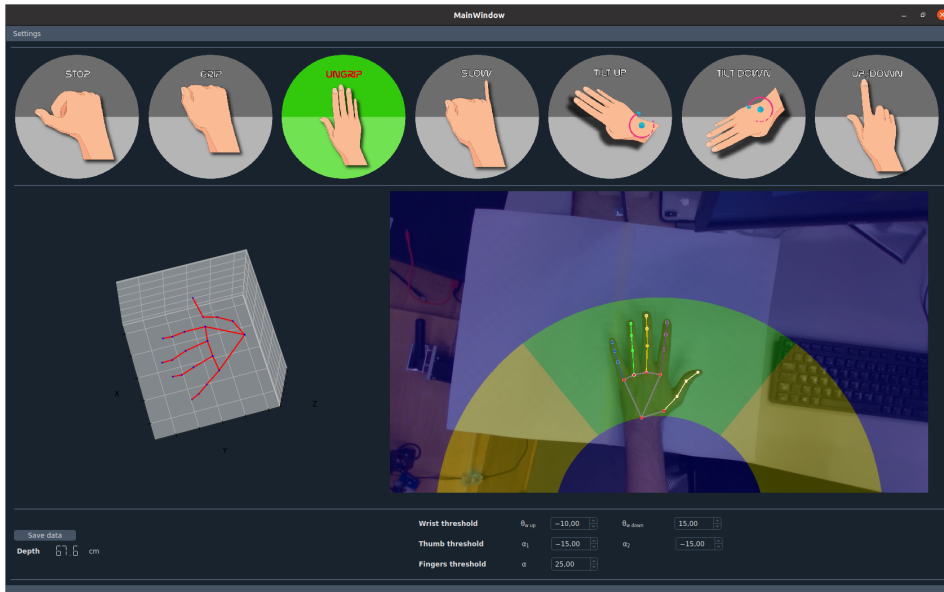 MainWindow
Settings
STOP GRIP UNGRIP SLOW TILT UP TILT DOWN UP-DOWN
X
Z
Y
Save data
Depth 67.6 cm
Wrist threshold θw up −10,00 θw down 15,00
Thumb threshold α1 −15,00 α2 −15,00
Fingers threshold α 25,00